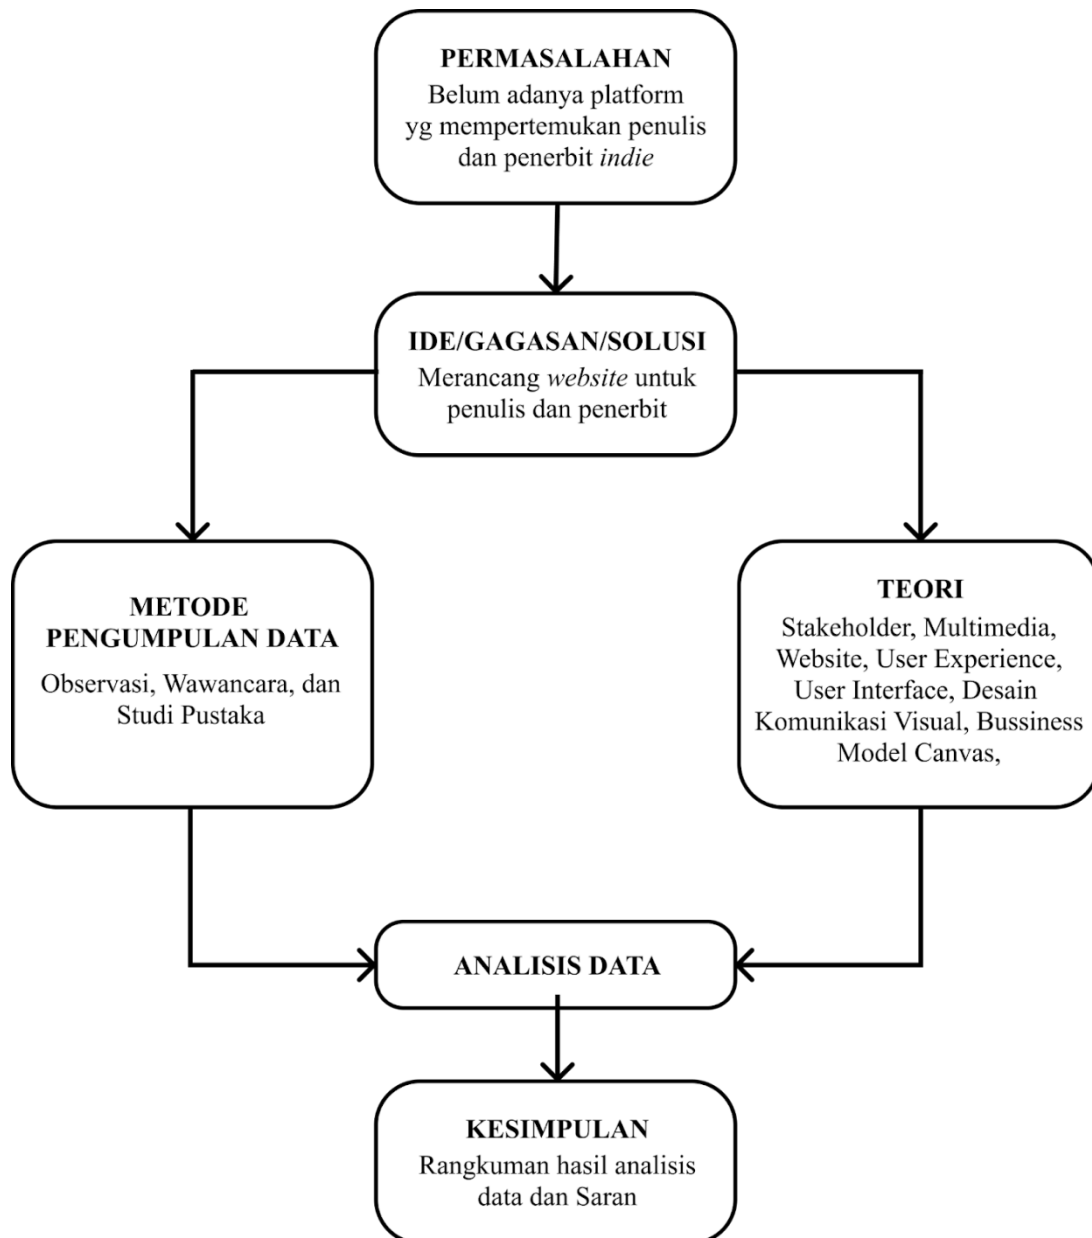 PERMASALAHAN
Belum adanya platform
yg mempertemukan penulis
dan penerbit indie
IDE/GAGASAN/SOLUSI
Merancang website untuk
penulis dan penerbit
METODE
PENGUMPULAN DATA
Observasi, Wawancara, dan
Studi Pustaka
TEORI
Stakeholder, Multimedia,
Website, User Experience,
User Interface, Desain
Komunikasi Visual, Bussiness
Model Canvas,
ANALISIS DATA
KESIMPULAN
Rangkuman hasil analisis
data dan Saran